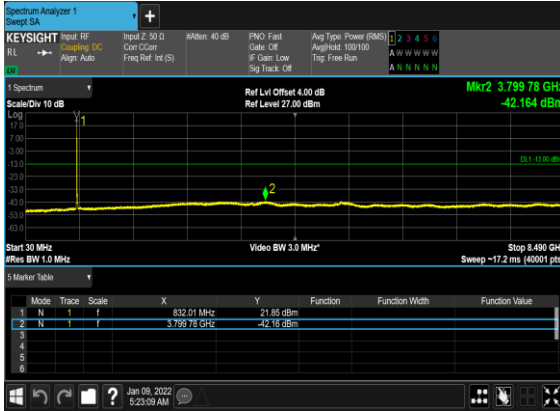 Spectrum Analyzer 1
Swept SA
+
KEYSIGHT Input: RF Input Z: 50 Ω #Atten: 40 dB PNO: Fast Avg Type: Power (RMS) 1 2 3 4 5 6
RL Coupling: DC Corr CCorr Gate: Off Avg|Hold: 100/100 A W W W W W
Align: Auto Freq Ref: Int (S) IF Gain: Low Trig: Free Run
Sig Track: Off A N N N N N
1 Spectrum
Scale/Div 10 dB Ref Lvl Offset 4.00 dB Mkr2 3.799 78 GHz
Ref Level 27.00 dBm -42.164 dBm
Log
17.0
7.00
-3.00
-13.0
-23.0
-33.0
-43.0
-53.0
-63.0
1
DL1 -13.00 dBm
2
Start 30 MHz Video BW 3.0 MHz* Stop 8.490 GHz
#Res BW 1.0 MHz Sweep ~17.2 ms (40001 pts)
5 Marker Table
Mode Trace Scale X Y Function Function Width Function Value
1 N 1 f 832.01 MHz 21.85 dBm
2 N 1 f 3.799 78 GHz -42.16 dBm
3
4
5
6
? Jan 09, 2022
5:23:09 AM